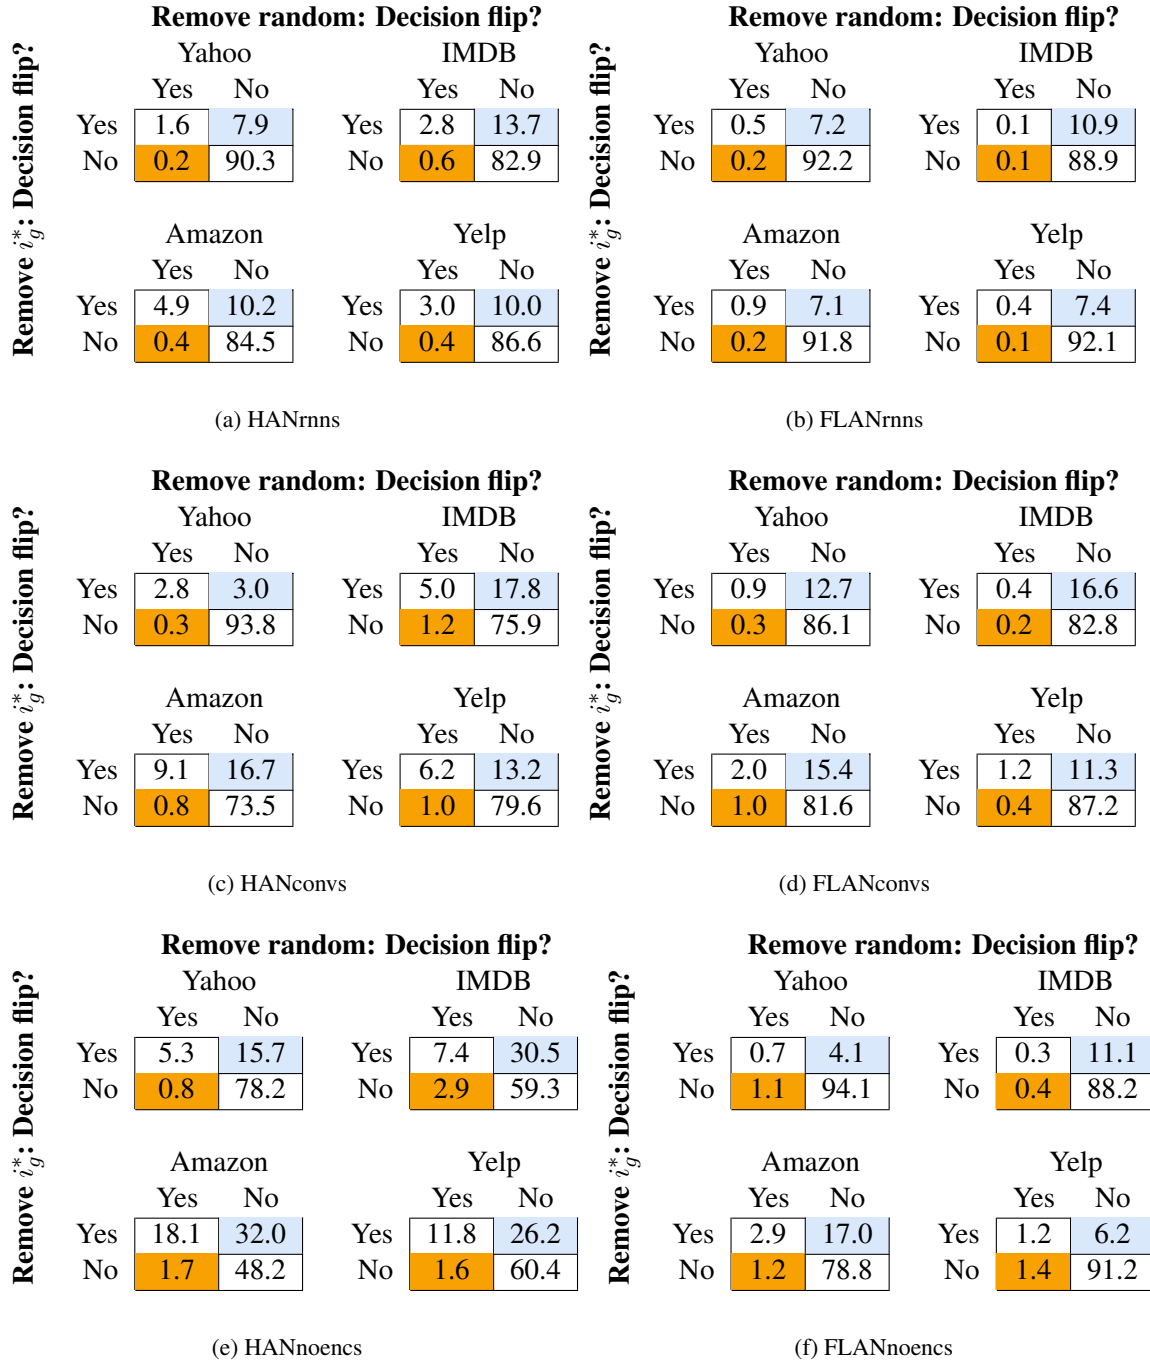 Remove random: Decision flip?
Remove i*g: Decision flip?
Yahoo IMDB
Yes No Yes No
Yes 1.6 7.9 Yes 2.8 13.7
No 0.2 90.3 No 0.6 82.9
Amazon Yelp
Yes No Yes No
Yes 4.9 10.2 Yes 3.0 10.0
No 0.4 84.5 No 0.4 86.6
(a) HANrnns
Remove random: Decision flip?
Remove i*g: Decision flip?
Yahoo IMDB
Yes No Yes No
Yes 0.5 7.2 Yes 0.1 10.9
No 0.2 92.2 No 0.1 88.9
Amazon Yelp
Yes No Yes No
Yes 0.9 7.1 Yes 0.4 7.4
No 0.2 91.8 No 0.1 92.1
(b) FLANrnns
Remove random: Decision flip?
Remove i*g: Decision flip?
Yahoo IMDB
Yes No Yes No
Yes 2.8 3.0 Yes 5.0 17.8
No 0.3 93.8 No 1.2 75.9
Amazon Yelp
Yes No Yes No
Yes 9.1 16.7 Yes 6.2 13.2
No 0.8 73.5 No 1.0 79.6
(c) HANconvs
Remove random: Decision flip?
Remove i*g: Decision flip?
Yahoo IMDB
Yes No Yes No
Yes 0.9 12.7 Yes 0.4 16.6
No 0.3 86.1 No 0.2 82.8
Amazon Yelp
Yes No Yes No
Yes 2.0 15.4 Yes 1.2 11.3
No 1.0 81.6 No 0.4 87.2
(d) FLANconvs
Remove random: Decision flip?
Remove i*g: Decision flip?
Yahoo IMDB
Yes No Yes No
Yes 5.3 15.7 Yes 7.4 30.5
No 0.8 78.2 No 2.9 59.3
Amazon Yelp
Yes No Yes No
Yes 18.1 32.0 Yes 11.8 26.2
No 1.7 48.2 No 1.6 60.4
(e) HANnoencs
Remove random: Decision flip?
Remove i*g: Decision flip?
Yahoo IMDB
Yes No Yes No
Yes 0.7 4.1 Yes 0.3 11.1
No 1.1 94.1 No 0.4 88.2
Amazon Yelp
Yes No Yes No
Yes 2.9 17.0 Yes 1.2 6.2
No 1.2 78.8 No 1.4 91.2
(f) FLANnoencs